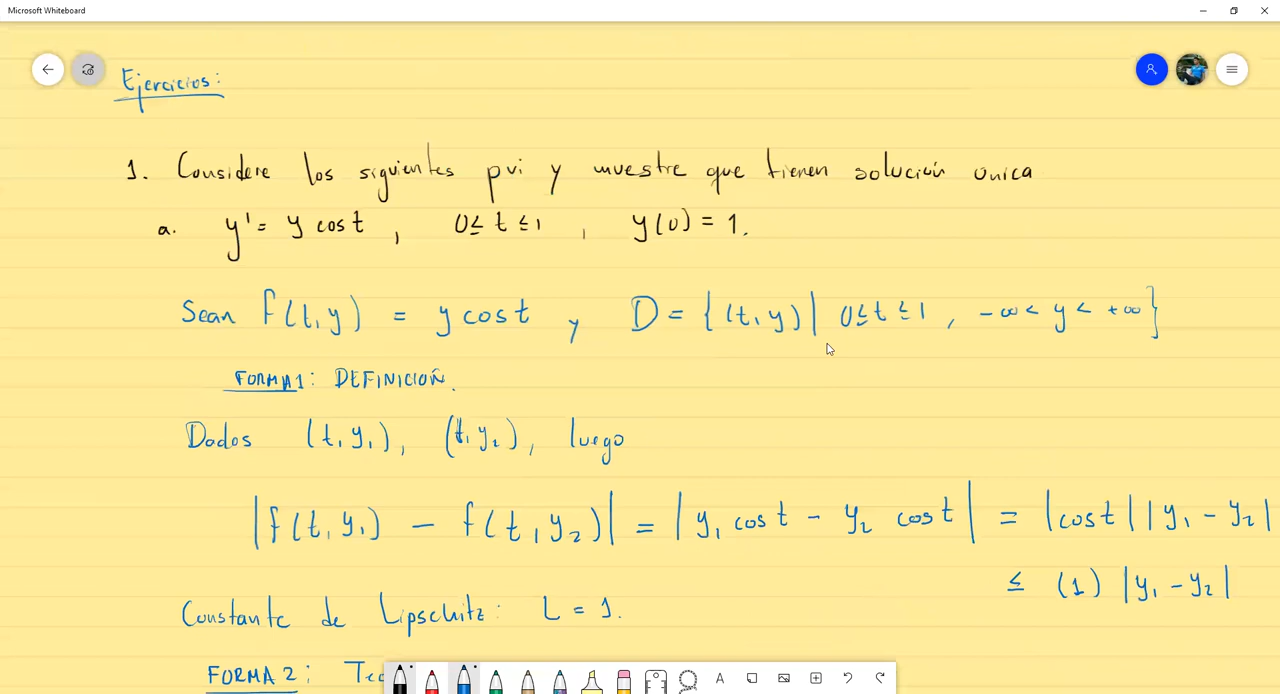 Microsoft Whiteboard
Ejercicios:
1. Considere los siguientes pvi y muestre que tienen solución única
a. y' = y cos t , 0 ≤ t ≤ 1 , y(0) = 1.
Sean f(t,y) = y cos t y D = {(t,y) | 0 ≤ t ≤ 1 , -∞ < y < +∞}
FORMA 1: DEFINICIÓN.
Dados (t,y₁), (t,y₂), luego
|f(t,y₁) - f(t,y₂)| = |y₁ cos t - y₂ cos t| = |cos t| |y₁ - y₂|
≤ (1) |y₁ - y₂|
Constante de Lipschitz: L = 1.
FORMA 2: